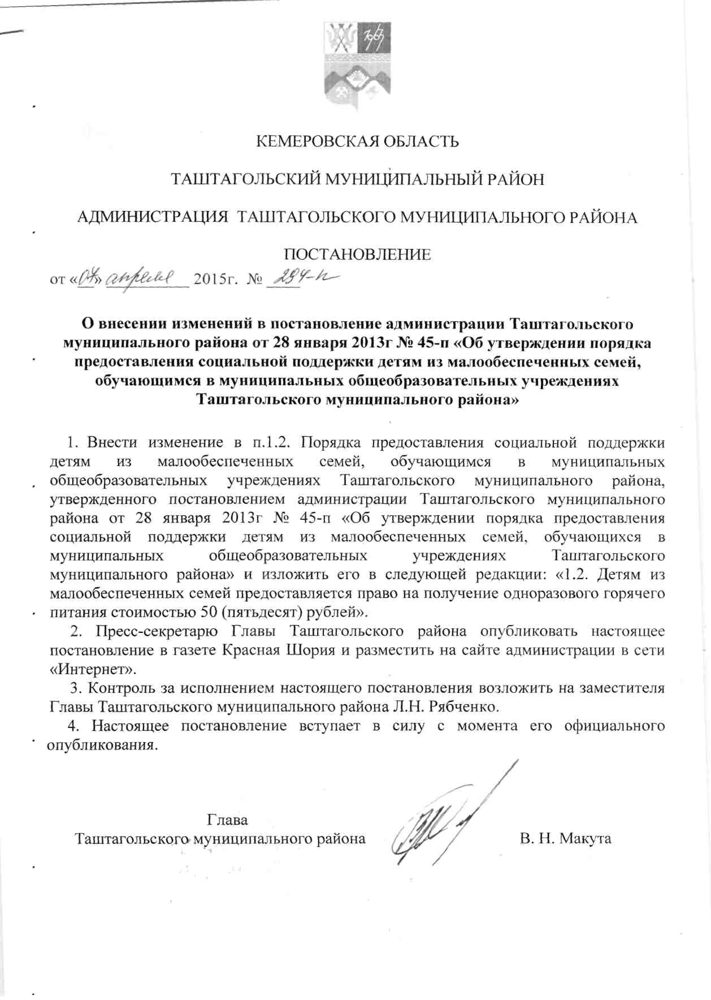 1963
КЕМЕРОВСКАЯ ОБЛАСТЬ
ТАШТАГОЛЬСКИЙ МУНИЦИПАЛЬНЫЙ РАЙОН
АДМИНИСТРАЦИЯ ТАШТАГОЛЬСКОГО МУНИЦИПАЛЬНОГО РАЙОНА
ПОСТАНОВЛЕНИЕ
от «07» апреля 2015г. № 294-п
О внесении изменений в постановление администрации Таштагольского
муниципального района от 28 января 2013г № 45-п «Об утверждении порядка
предоставления социальной поддержки детям из малообеспеченных семей,
обучающимся в муниципальных общеобразовательных учреждениях
Таштагольского муниципального района»
1. Внести изменение в п.1.2. Порядка предоставления социальной поддержки
детям из малообеспеченных семей, обучающимся в муниципальных
общеобразовательных учреждениях Таштагольского муниципального района,
утвержденного постановлением администрации Таштагольского муниципального
района от 28 января 2013г № 45-п «Об утверждении порядка предоставления
социальной поддержки детям из малообеспеченных семей, обучающихся в
муниципальных общеобразовательных учреждениях Таштагольского
муниципального района» и изложить его в следующей редакции: «1.2. Детям из
малообеспеченных семей предоставляется право на получение одноразового горячего
питания стоимостью 50 (пятьдесят) рублей».
2. Пресс-секретарю Главы Таштагольского района опубликовать настоящее
постановление в газете Красная Шория и разместить на сайте администрации в сети
«Интернет».
3. Контроль за исполнением настоящего постановления возложить на заместителя
Главы Таштагольского муниципального района Л.Н. Рябченко.
4. Настоящее постановление вступает в силу с момента его официального
опубликования.
Глава
Таштагольского муниципального района В. Н. Макута